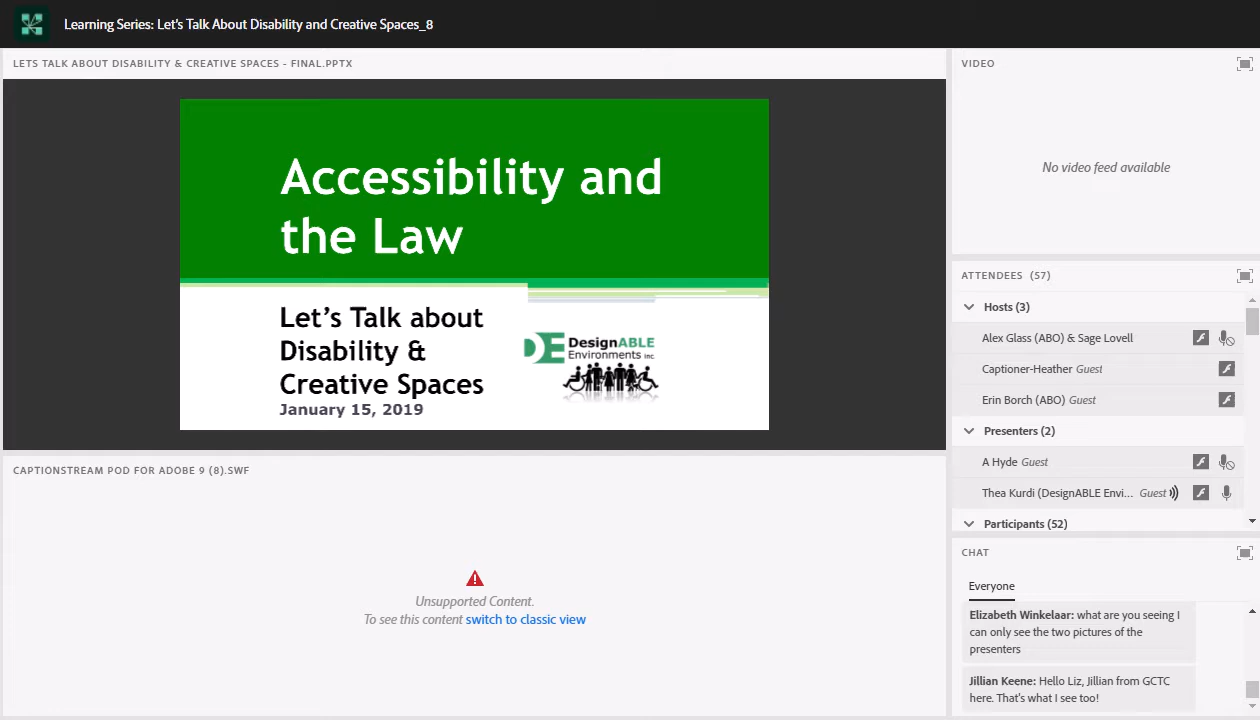 Learning Series: Let's Talk About Disability and Creative Spaces_8
LETS TALK ABOUT DISABILITY & CREATIVE SPACES - FINAL.PPTX
Accessibility and
the Law
Let's Talk about
Disability &
Creative Spaces
January 15, 2019
DE DesignABLE
Environments Inc.
CAPTIONSTREAM POD FOR ADOBE 9 (8).SWF
Unsupported Content.
To see this content switch to classic view
VIDEO
No video feed available
ATTENDEES (57)
Hosts (3)
Alex Glass (ABO) & Sage Lovell
Captioner-Heather Guest
Erin Borch (ABO) Guest
Presenters (2)
A Hyde Guest
Thea Kurdi (DesignABLE Envi... Guest
Participants (52)
CHAT
Everyone
Elizabeth Winkelaar: what are you seeing I
can only see the two pictures of the
presenters
Jillian Keene: Hello Liz, Jillian from GCTC
here. That's what I see too!